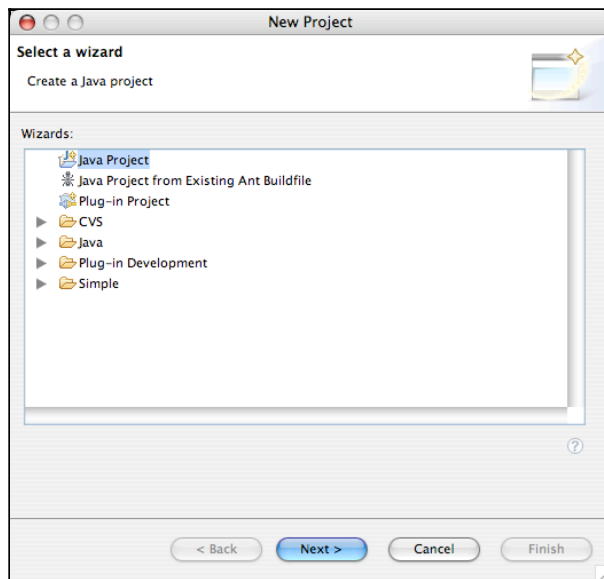 New Project
Select a wizard
Create a Java project
Wizards:
Java Project
Java Project from Existing Ant Buildfile
Plug-in Project
CVS
Java
Plug-in Development
Simple
?
< Back Next > Cancel Finish